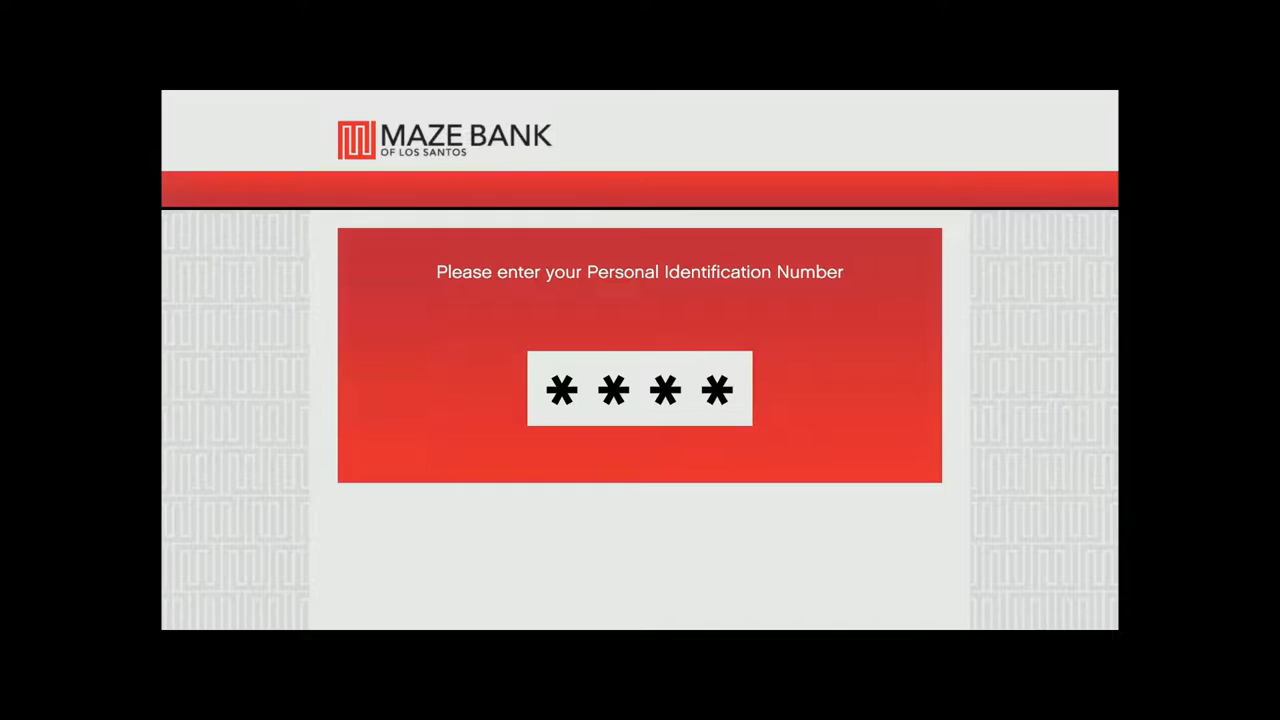 MAZE BANK
OF LOS SANTOS
Please enter your Personal Identification Number
* * * *